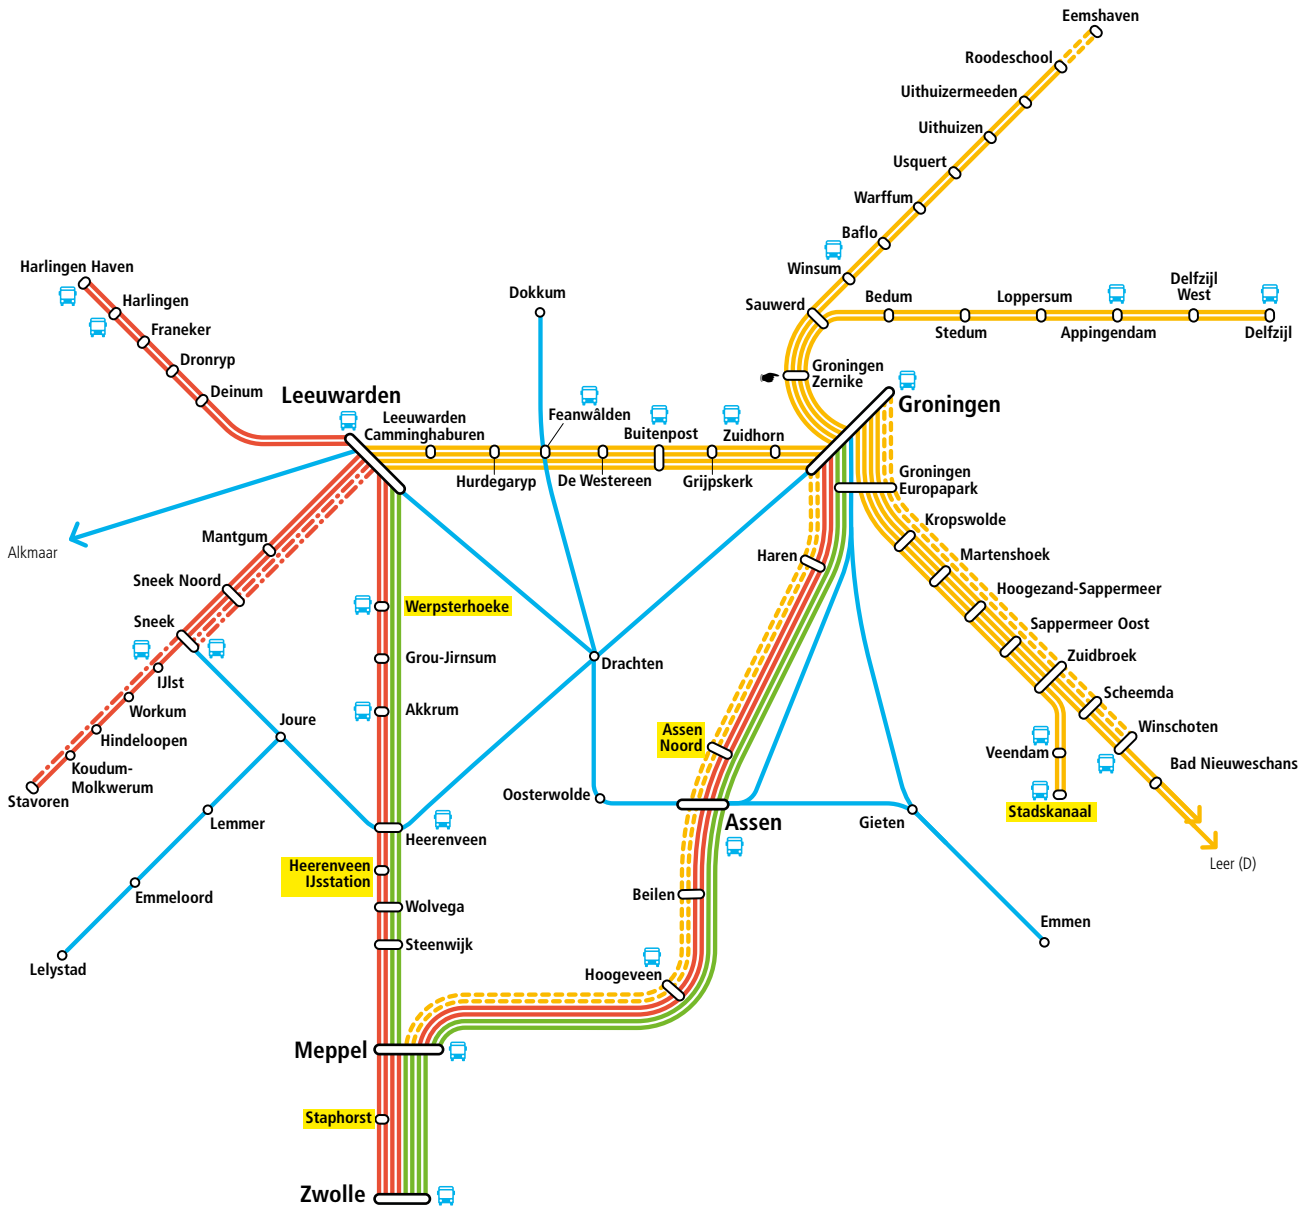 Eemshaven
Roodeschool
Uithuizermeeden
Uithuizen
Usquert
Warffum
Baflo
Winsum
Sauwerd
Bedum
Stedum
Loppersum
Appingendam
Delfzijl
West
Delfzijl
Groningen
Zernike
Harlingen Haven
Harlingen
Franeker
Dronryp
Deinum
Leeuwarden
Leeuwarden
Camminghaburen
Hurdegaryp
Dokkum
Feanwâlden
De Westereen
Buitenpost
Grijpskerk
Zuidhorn
Groningen
Groningen
Europapark
Kropswolde
Martenshoek
Hoogezand-Sappermeer
Sappermeer Oost
Zuidbroek
Scheemda
Winschoten
Bad Nieuweschans
Leer (D)
Veendam
Stadskanaal
Alkmaar
Mantgum
Sneek Noord
Sneek
IJlst
Workum
Hindeloopen
Koudum-
Molkwerum
Stavoren
Werpsterhoeke
Grou-Jirnsum
Akkrum
Haren
Drachten
Joure
Assen
Noord
Oosterwolde
Assen
Gieten
Lemmer
Heerenveen
Heerenveen
IJsstation
Emmeloord
Lelystad
Wolvega
Steenwijk
Beilen
Hoogeveen
Emmen
Meppel
Staphorst
Zwolle